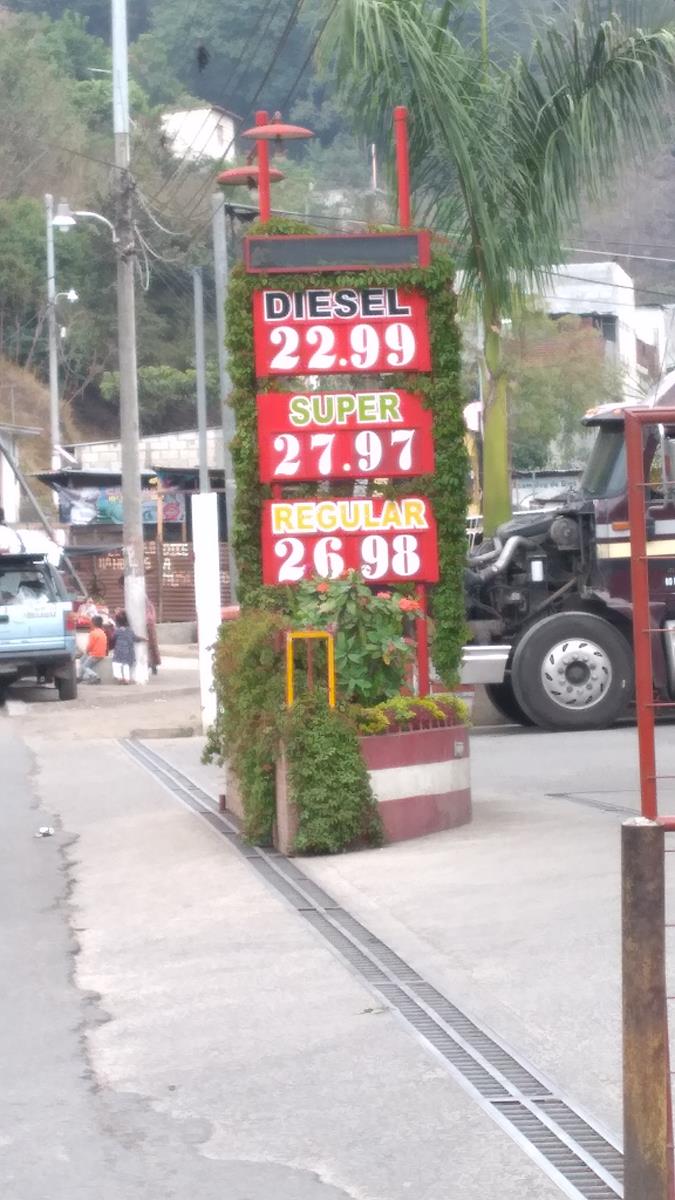 DIESEL
22.99
SUPER
27.97
REGULAR
26.98